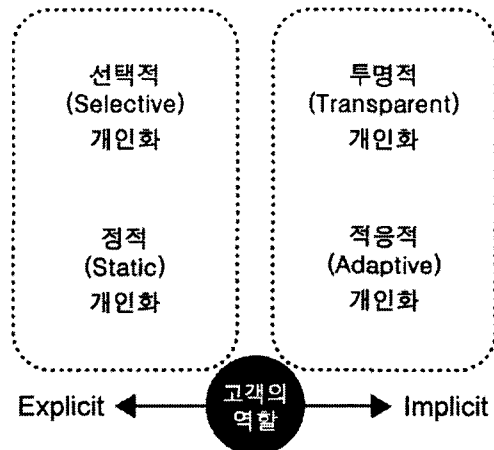 선택적
(Selective)
개인화
정적
(Static)
개인화
투명적
(Transparent)
개인화
적응적
(Adaptive)
개인화
Explicit
고객의
역할
Implicit